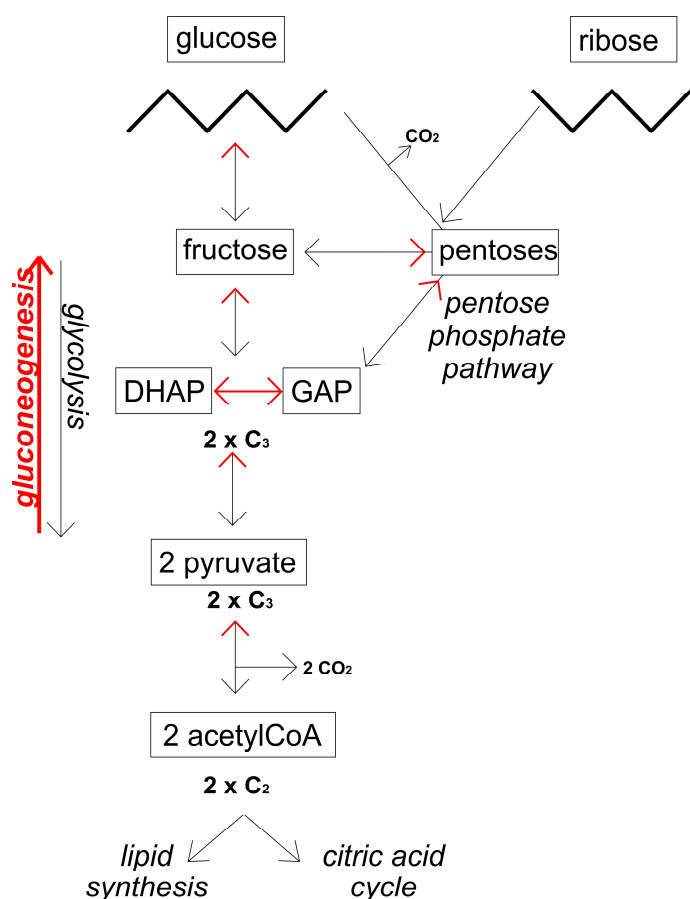 glucose
ribose
CO₂
fructose
pentoses
gluconeogenesis
glycolysis
pentose
phosphate
pathway
DHAP
GAP
2 x C₃
2 pyruvate
2 x C₃
2 CO₂
2 acetylCoA
2 x C₂
lipid
synthesis
citric acid
cycle